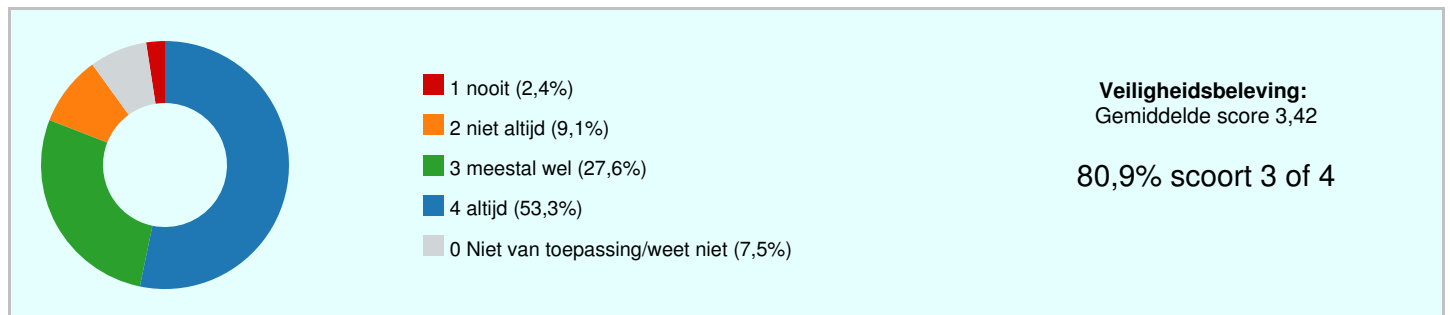 1 nooit (2,4%)
2 niet altijd (9,1%)
3 meestal wel (27,6%)
4 altijd (53,3%)
0 Niet van toepassing/weet niet (7,5%)
Veiligheidsbeleving:
Gemiddelde score 3,42
80,9% scoort 3 of 4